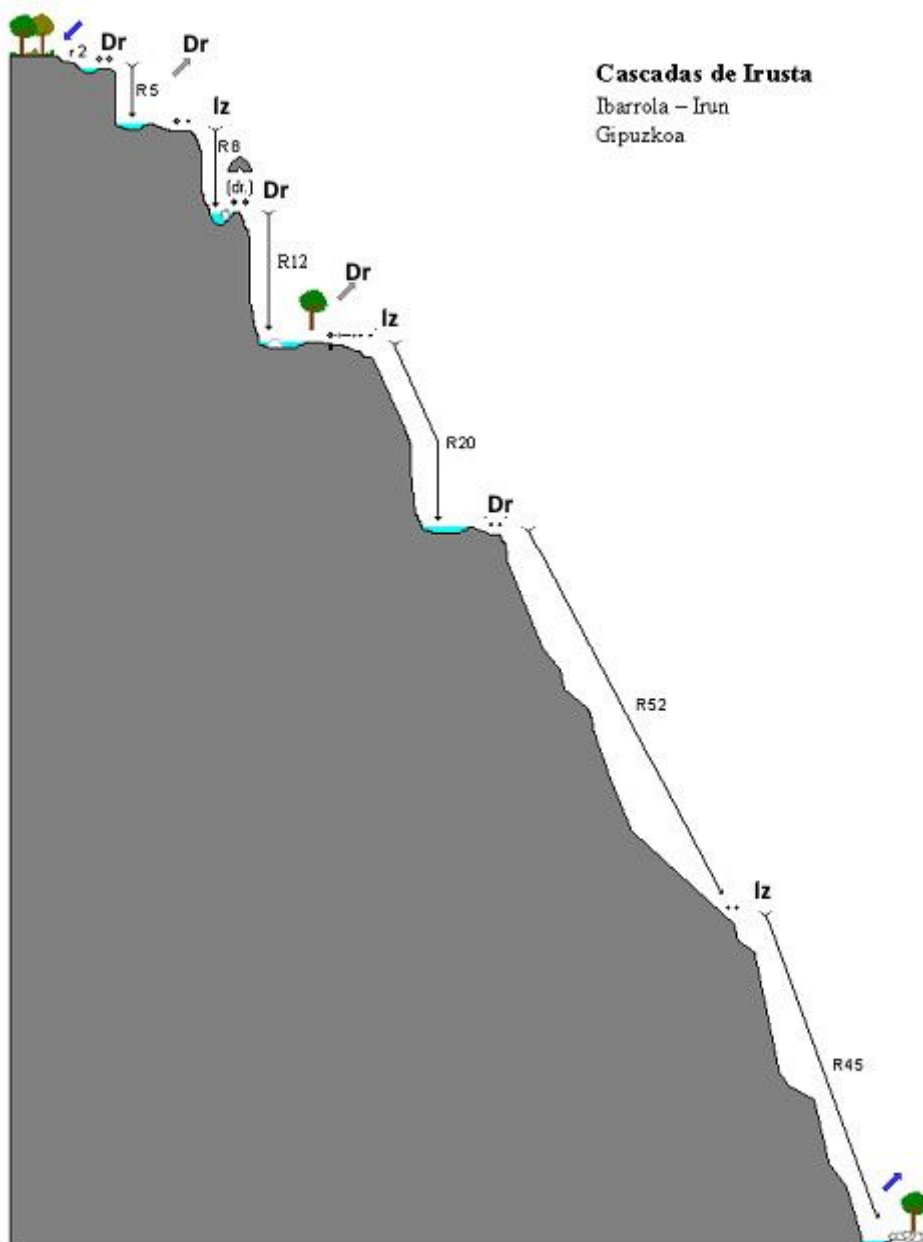 Cascadas de Irusta
Ibarrola – Irun
Gipuzkoa
r 2
Dr
Dr
R5
Iz
R8
(dr.)
Dr
R12
Dr
Iz
R20
Dr
R52
Iz
R45